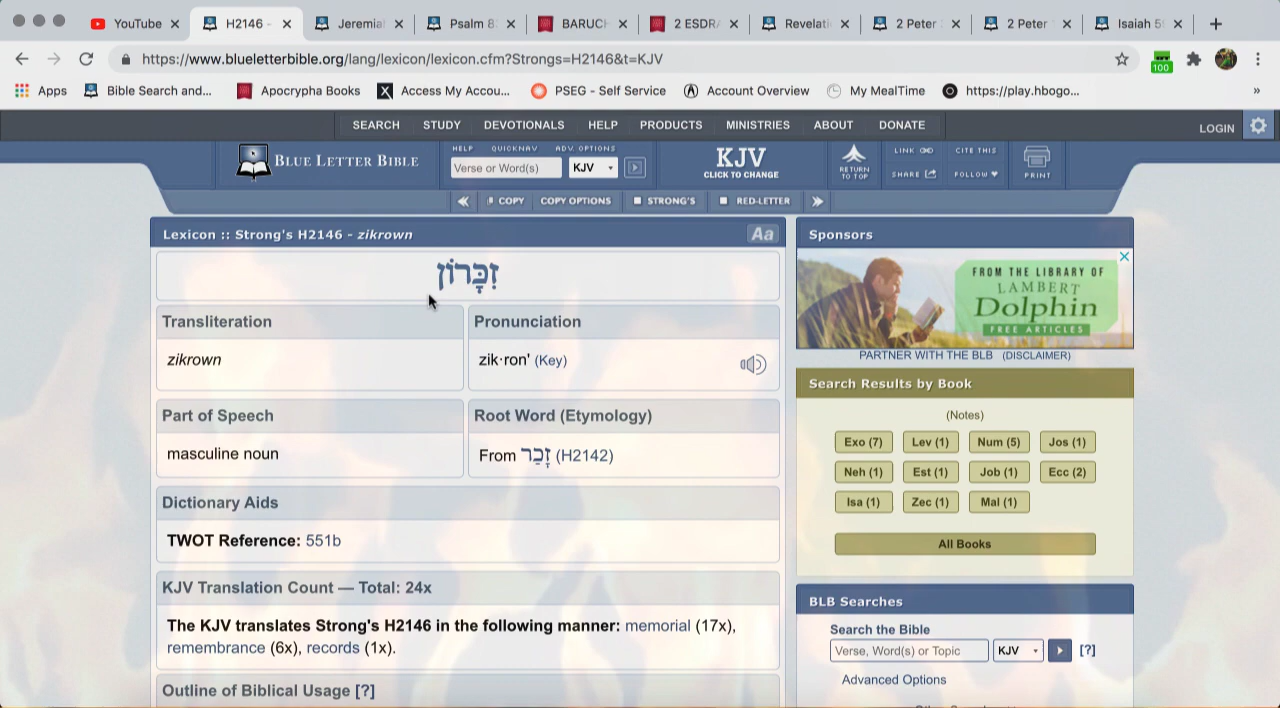 YouTube
H2146 -
Jeremia
Psalm 8
BARUCH
2 ESDRA
Revelati
2 Peter
2 Peter
Isaiah 5
https://www.blueletterbible.org/lang/lexicon/lexicon.cfm?Strongs=H2146&t=KJV
100
Apps
Bible Search and...
Apocrypha Books
Access My Accou...
PSEG - Self Service
Account Overview
My MealTime
https://play.hbogo...
»
SEARCH STUDY DEVOTIONALS HELP PRODUCTS MINISTRIES ABOUT DONATE
LOGIN
BLUE LETTER BIBLE
HELP QUICKNAV ADV. OPTIONS
Verse or Word(s) KJV
KJV
CLICK TO CHANGE
RETURN
TO TOP
LINK CITE THIS
SHARE FOLLOW
PRINT
COPY COPY OPTIONS STRONG'S RED-LETTER
Lexicon :: Strong's H2146 - zikrown
Aa
זִכָּרוֹן
Transliteration
zikrown
Pronunciation
zik·ron' (Key)
Part of Speech
masculine noun
Root Word (Etymology)
From זָכַר (H2142)
Dictionary Aids
TWOT Reference: 551b
KJV Translation Count — Total: 24x
The KJV translates Strong's H2146 in the following manner: memorial (17x),
remembrance (6x), records (1x).
Outline of Biblical Usage [?]
Sponsors
FROM THE LIBRARY OF
LAMBERT
Dolphin
FREE ARTICLES
PARTNER WITH THE BLB (DISCLAIMER)
Search Results by Book
(Notes)
Exo (7) Lev (1) Num (5) Jos (1)
Neh (1) Est (1) Job (1) Ecc (2)
Isa (1) Zec (1) Mal (1)
All Books
BLB Searches
Search the Bible
Verse, Word(s) or Topic KJV [?]
Advanced Options